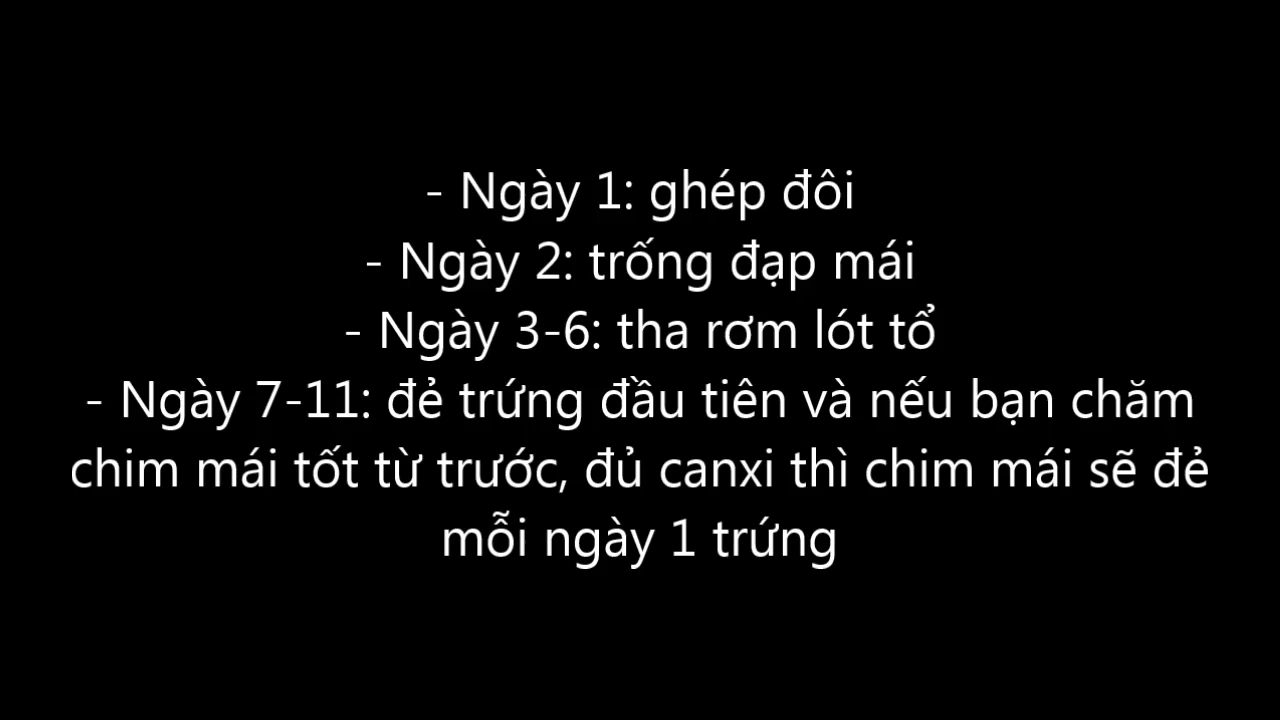 - Ngày 1: ghép đôi
- Ngày 2: trống đạp mái
- Ngày 3-6: tha rơm lót tổ
- Ngày 7-11: đẻ trứng đầu tiên và nếu bạn chăm
chim mái tốt từ trước, đủ canxi thì chim mái sẽ đẻ
mỗi ngày 1 trứng